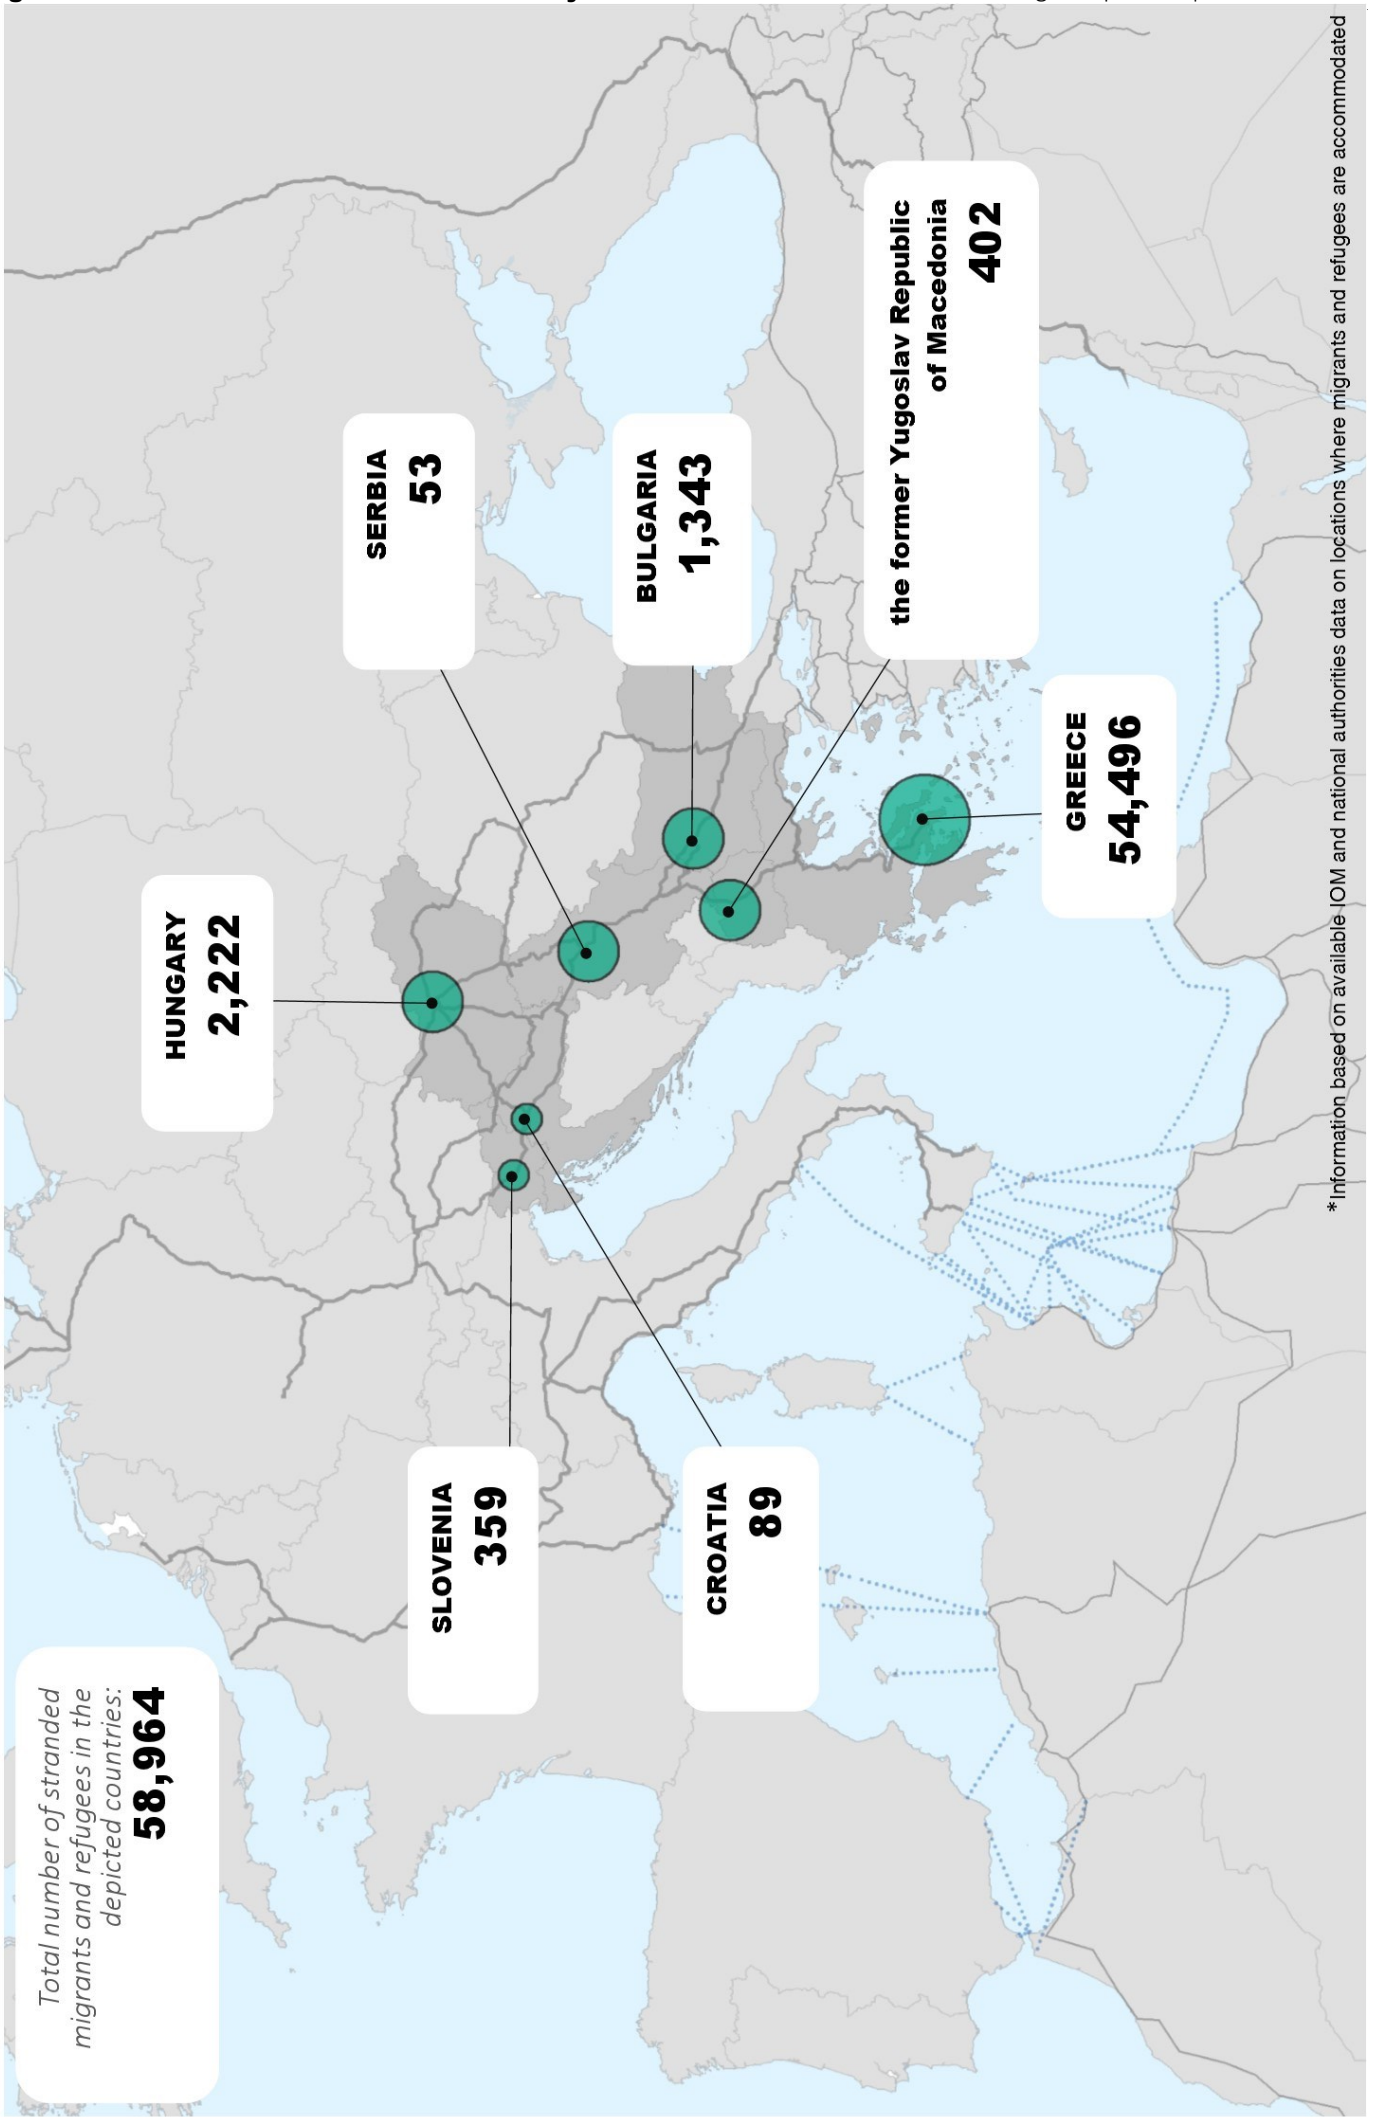 Total number of stranded
migrants and refugees in the
depicted countries:
58,964
HUNGARY
2,222
SERBIA
53
SLOVENIA
359
BULGARIA
1,343
CROATIA
89
the former Yugoslav Republic
of Macedonia
402
GREECE
54,496
*Information based on available IOM and national authorities data on locations where migrants and refugees are accommodated